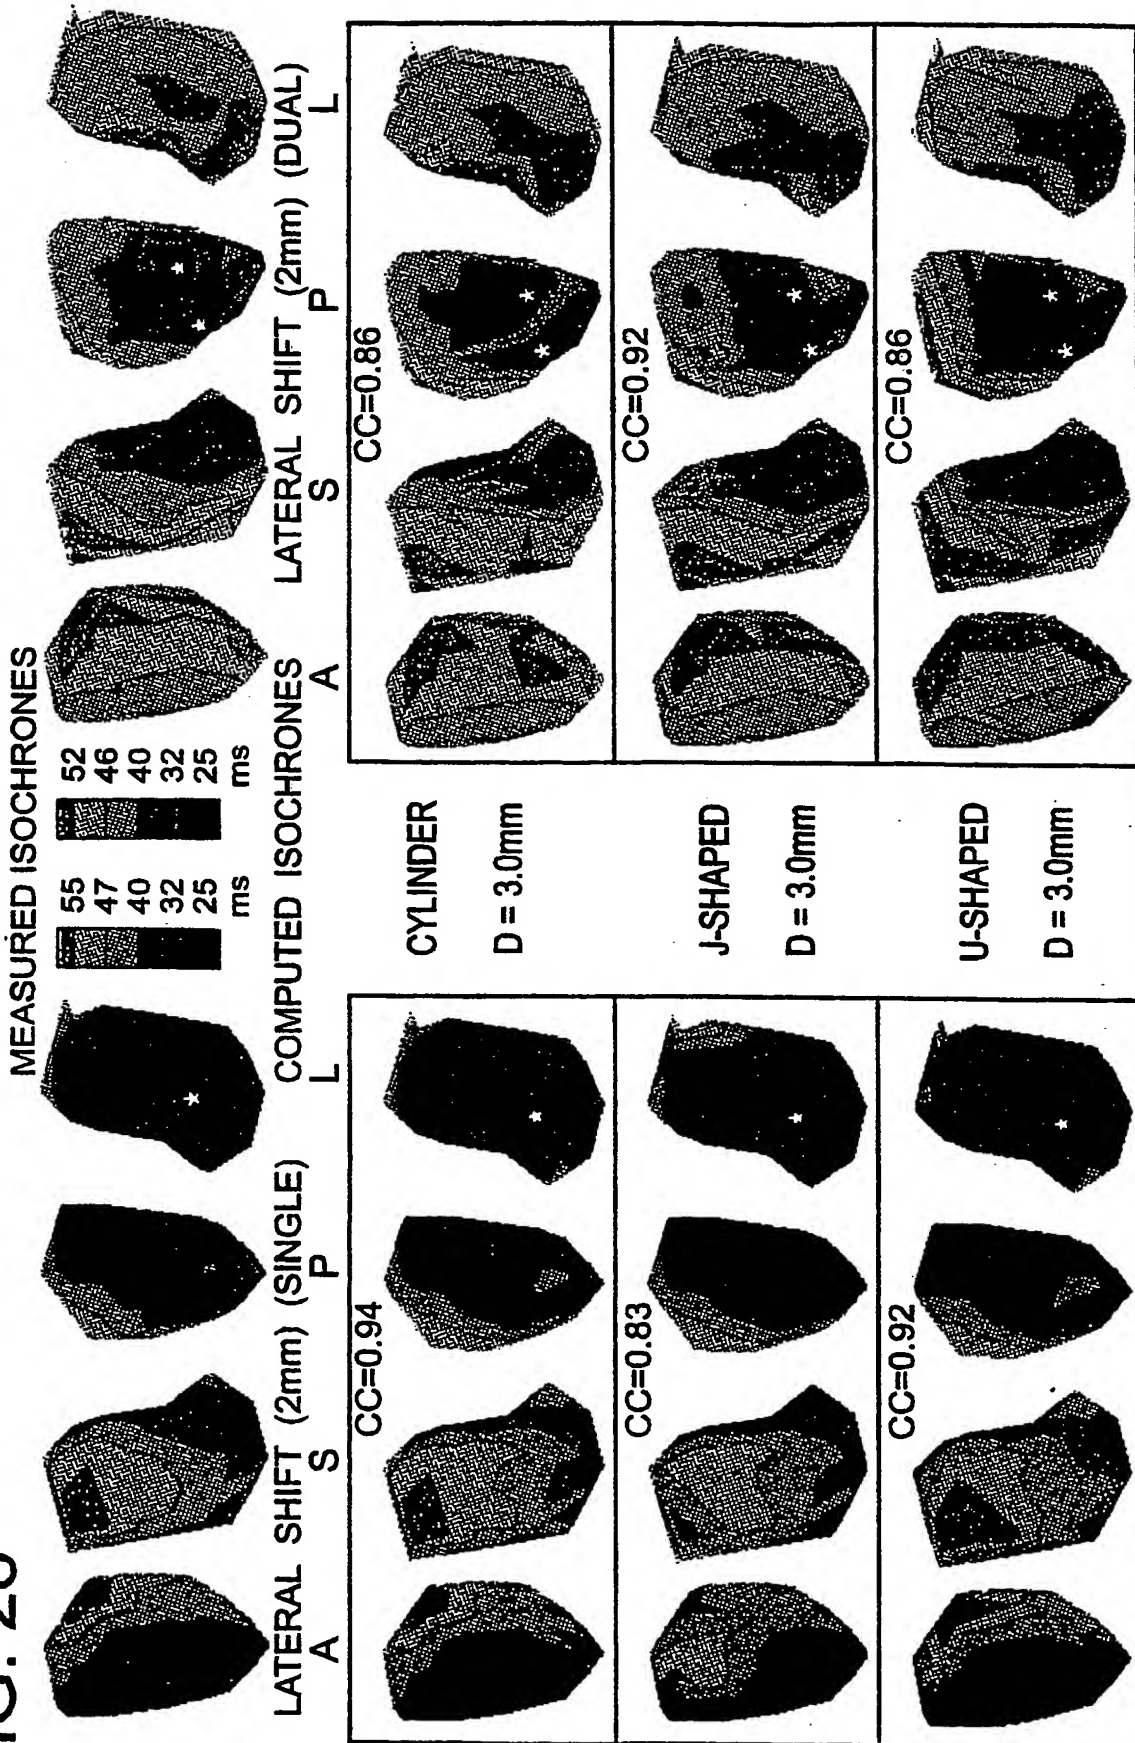 MEASURED ISOCHRONES
55
47
40
32
25
ms
52
46
40
32
25
ms
COMPUTED ISOCHRONES
LATERAL SHIFT (2mm) (SINGLE)
A S P L
LATERAL SHIFT (2mm) (DUAL)
A S P L
CC=0.94
CYLINDER
D = 3.0mm
CC=0.86
CC=0.83
J-SHAPED
D = 3.0mm
CC=0.92
CC=0.92
U-SHAPED
D = 3.0mm
CC=0.86